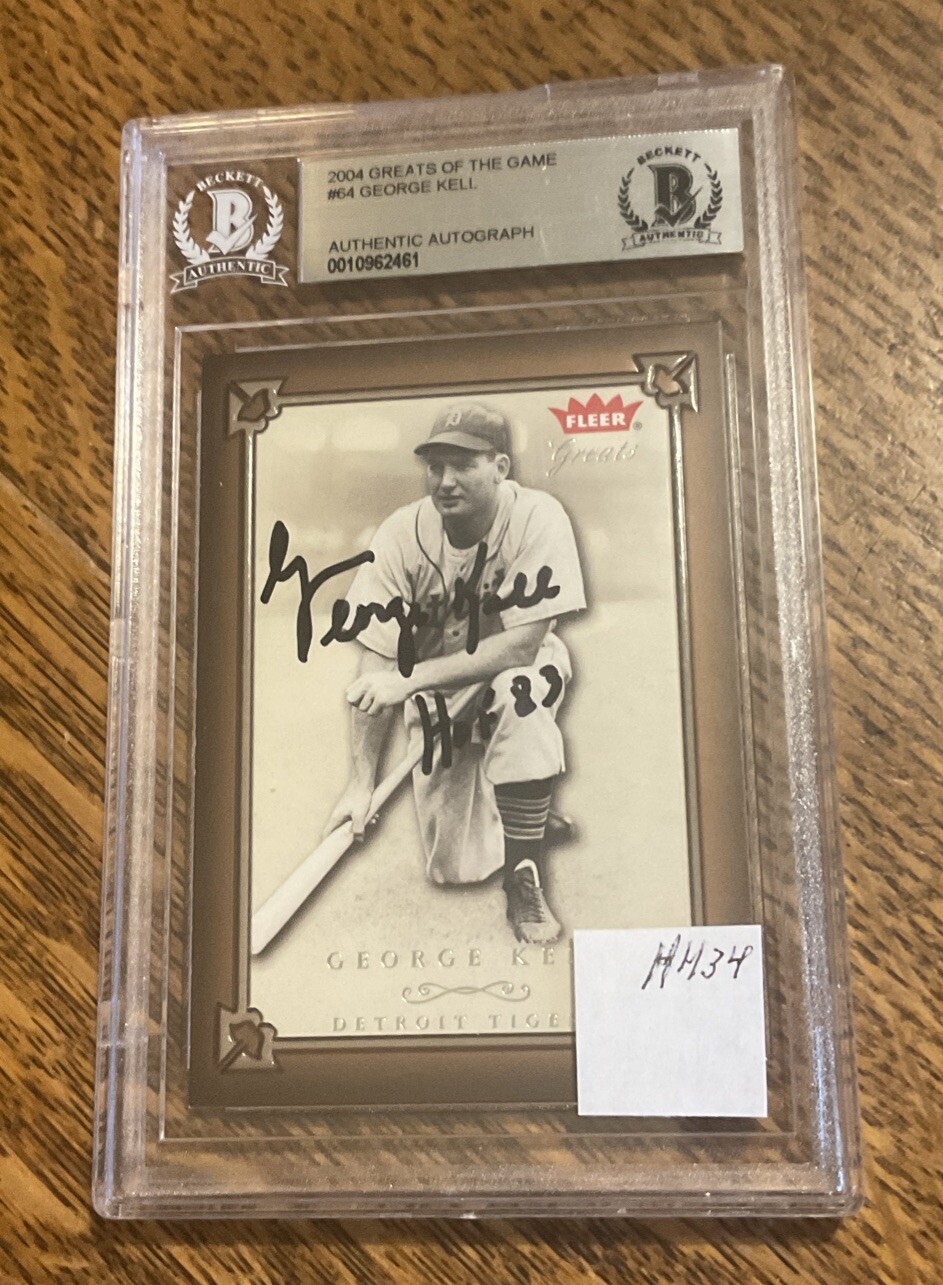 BECKETT
B
AUTHENTIC
2004 GREATS OF THE GAME
#64 GEORGE KELL
AUTHENTIC AUTOGRAPH
0010962461
BECKETT
B
AUTHENTIC
FLEER®
Greats
D
George Kell
HOF 83
GEORGE KE
DETROIT TIGE
HM34